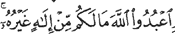 ٱعۡبُدُواْ ٱللَّهَ مَا لَكُم مِّنۡ إِلَٰهٍ غَيۡرُهُۥٓۚ